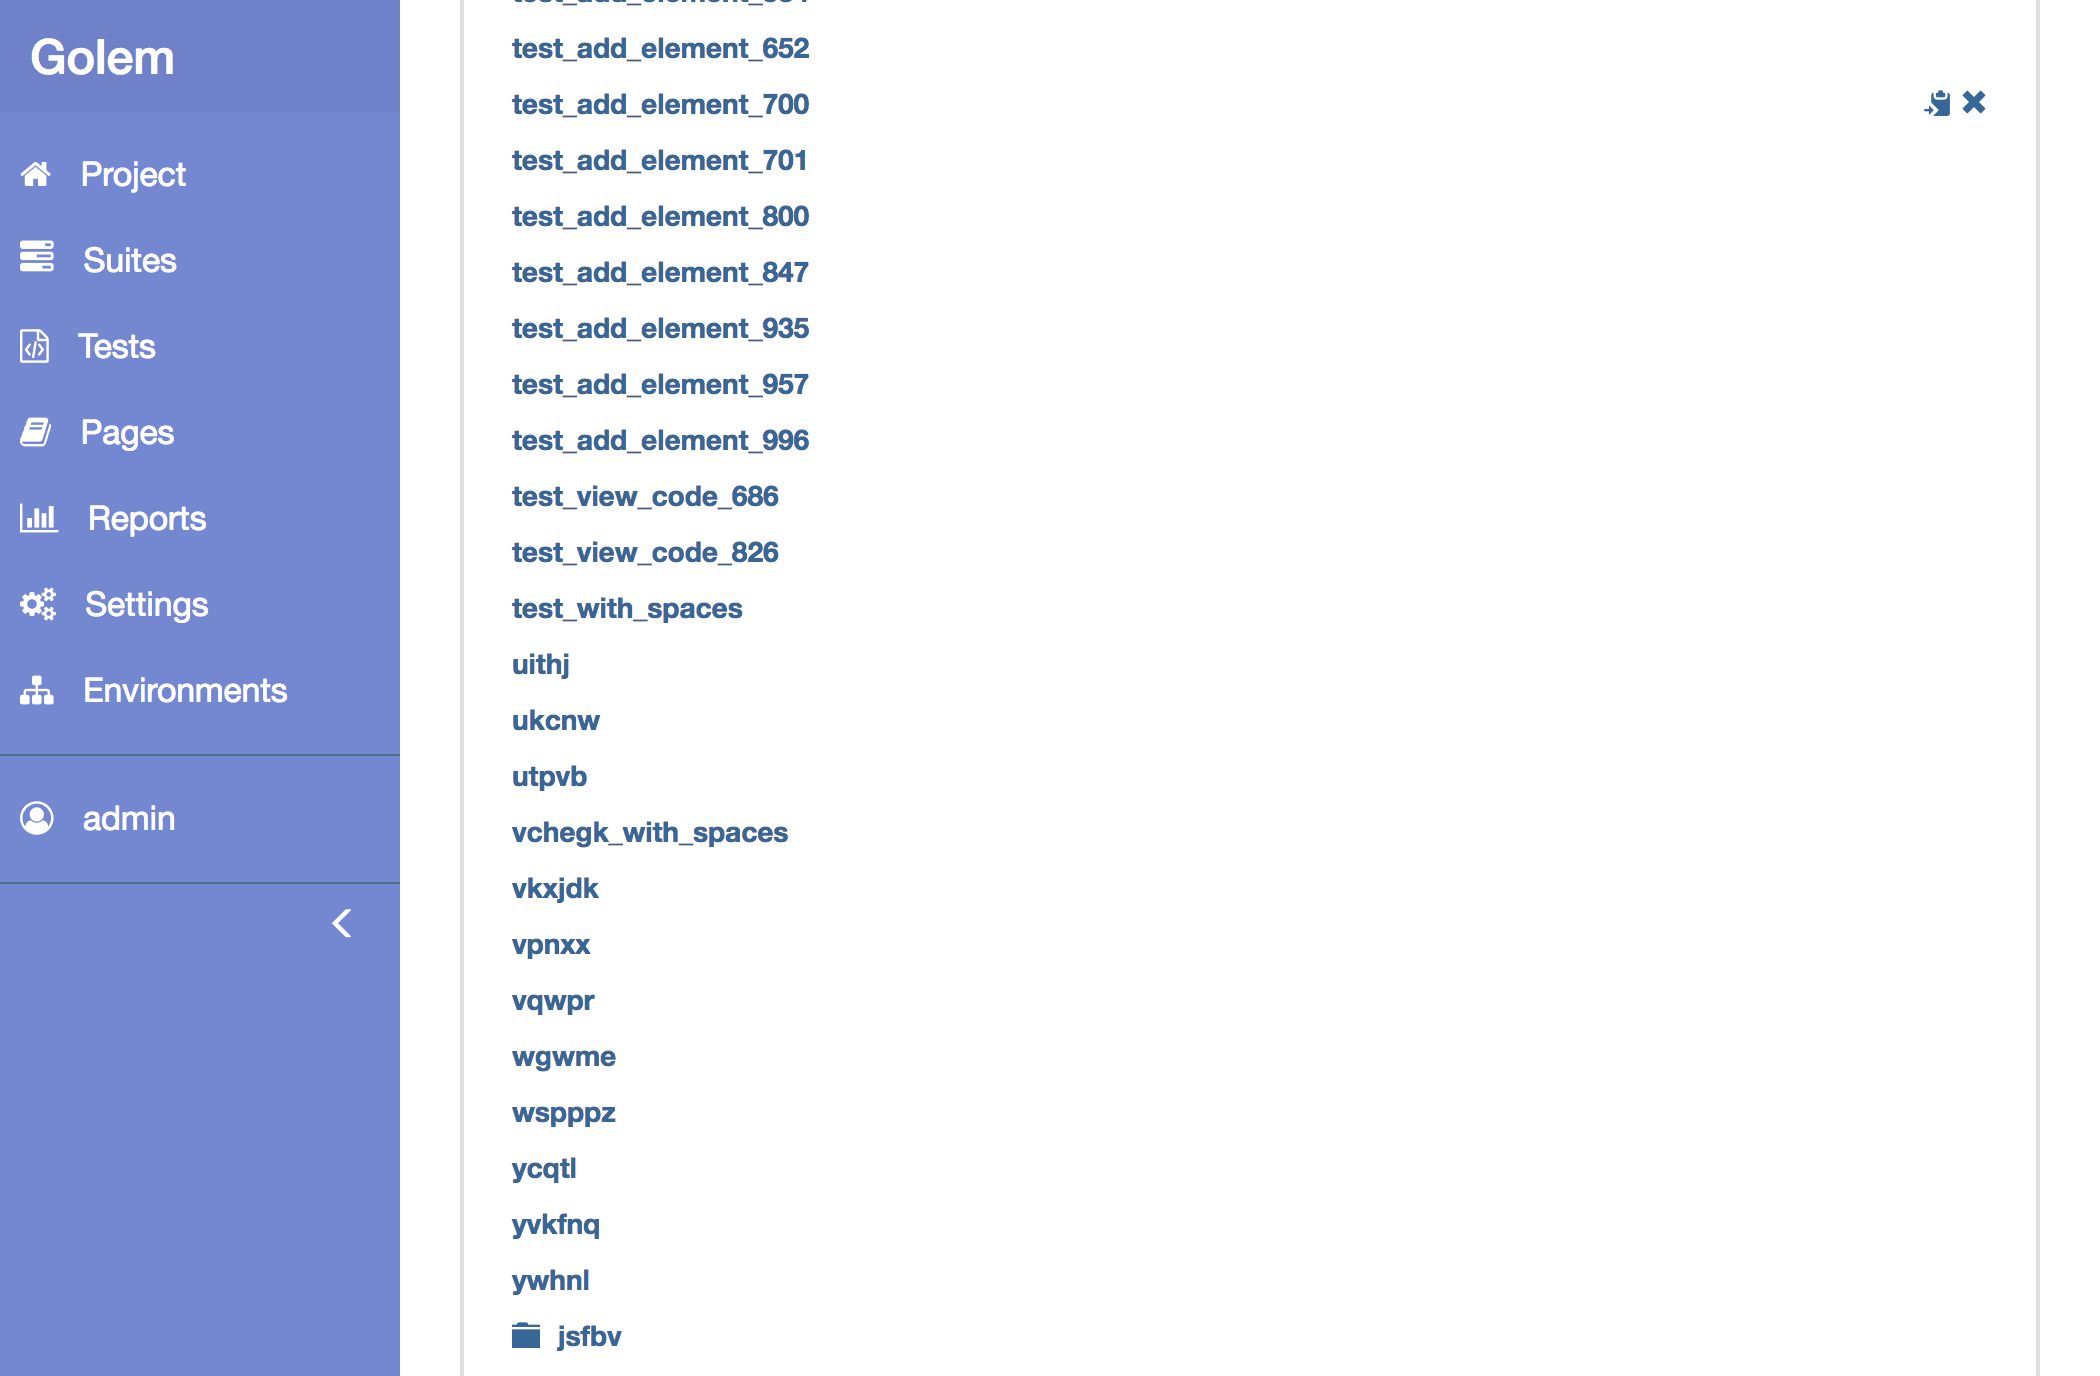 Golem
Project
Suites
Tests
Pages
Reports
Settings
Environments
admin
test_add_element_652
test_add_element_700
test_add_element_701
test_add_element_800
test_add_element_847
test_add_element_935
test_add_element_957
test_add_element_996
test_view_code_686
test_view_code_826
test_with_spaces
uithj
ukcnw
utpvb
vchegk_with_spaces
vkxjdk
vpnxx
vqwpr
wgwme
wspppz
ycqtl
yvkfnq
ywhnl
jsfbv